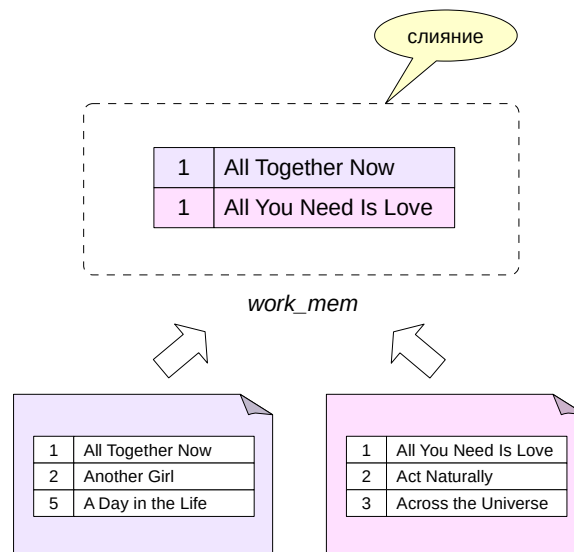 слияние
1 All Together Now
1 All You Need Is Love
work_mem
1 All Together Now
2 Another Girl
5 A Day in the Life
1 All You Need Is Love
2 Act Naturally
3 Across the Universe